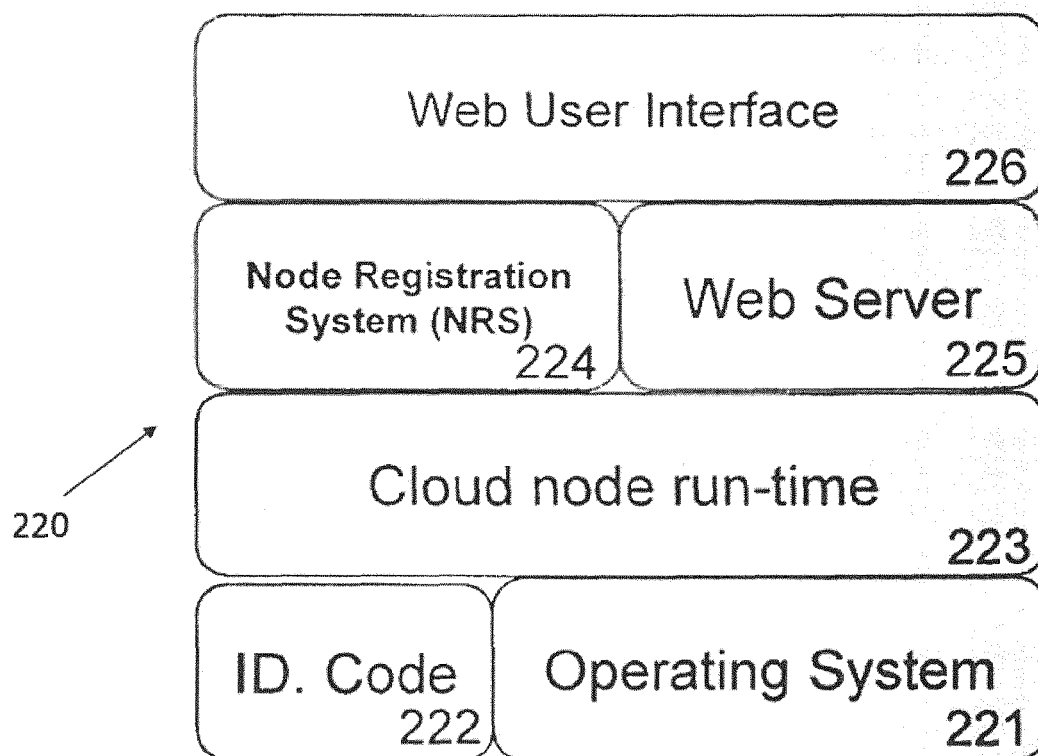 Web User Interface
226
Node Registration
System (NRS)
224
Web Server
225
220
Cloud node run-time
223
ID. Code
222
Operating System
221